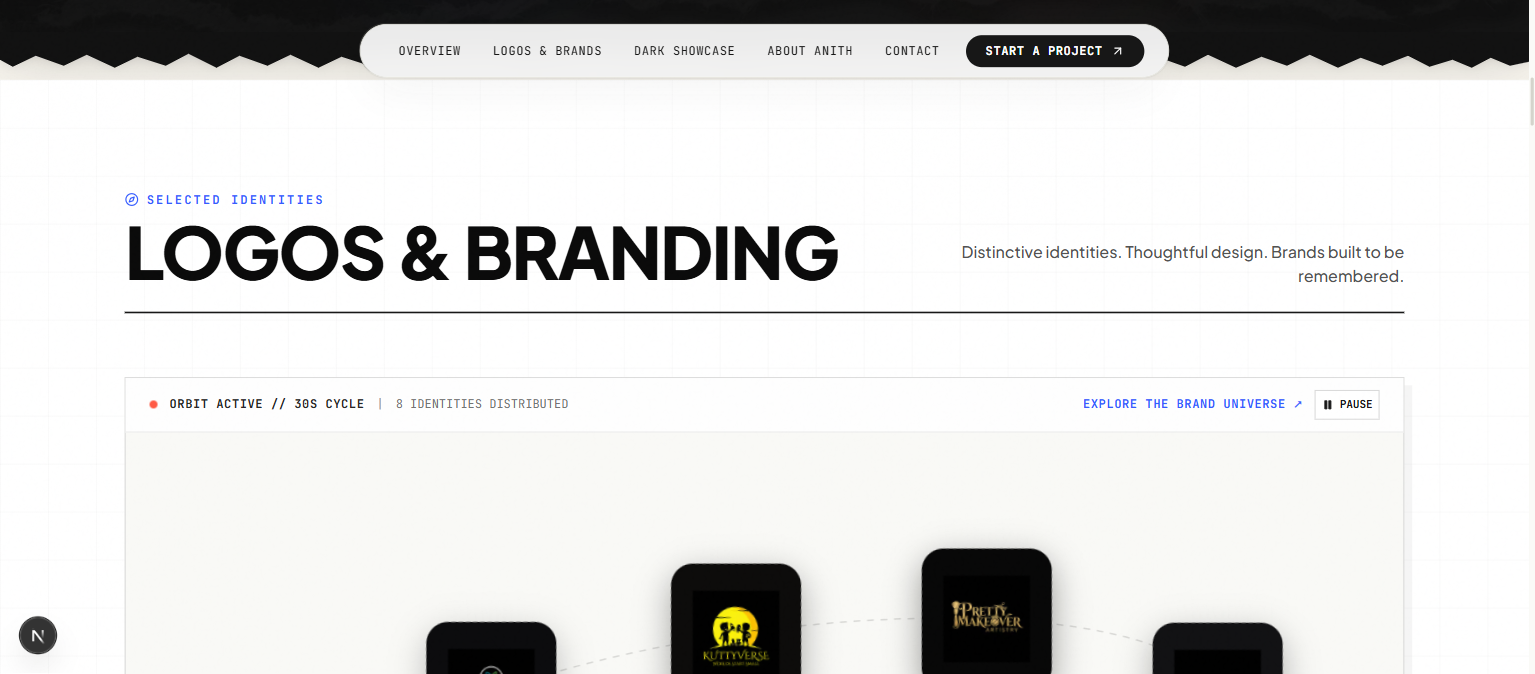 OVERVIEW
LOGOS & BRANDS
DARK SHOWCASE
ABOUT ANITH
CONTACT
START A PROJECT ↗
SELECTED IDENTITIES
LOGOS & BRANDING
Distinctive identities. Thoughtful design. Brands built to be
remembered.
ORBIT ACTIVE // 30S CYCLE | 8 IDENTITIES DISTRIBUTED
EXPLORE THE BRAND UNIVERSE ↗
PAUSE
PRETTY
MAKEOVER
ARTISTRY
KUTTYVERSE
N